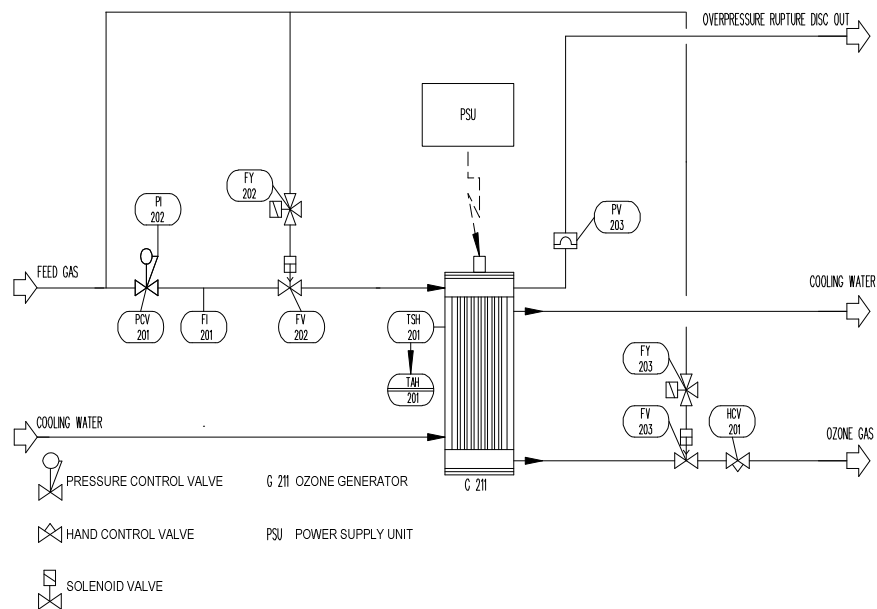 OVERPRESSURE RUPTURE DISC OUT
PSU
FY
202
PI
202
PV
203
FEED GAS
COOLING WATER
PCV
201
FI
201
FV
202
TSH
201
FY
203
TAH
201
COOLING WATER
FV
203
HCV
201
OZONE GAS
G 211
PRESSURE CONTROL VALVE
G 211 OZONE GENERATOR
HAND CONTROL VALVE
PSU POWER SUPPLY UNIT
SOLENOID VALVE